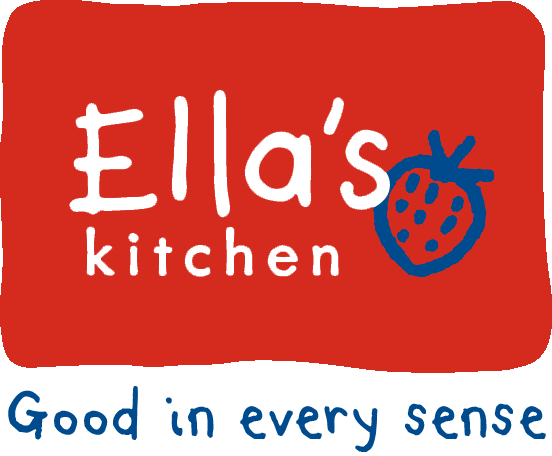 Ella's
kitchen
Good in every sense